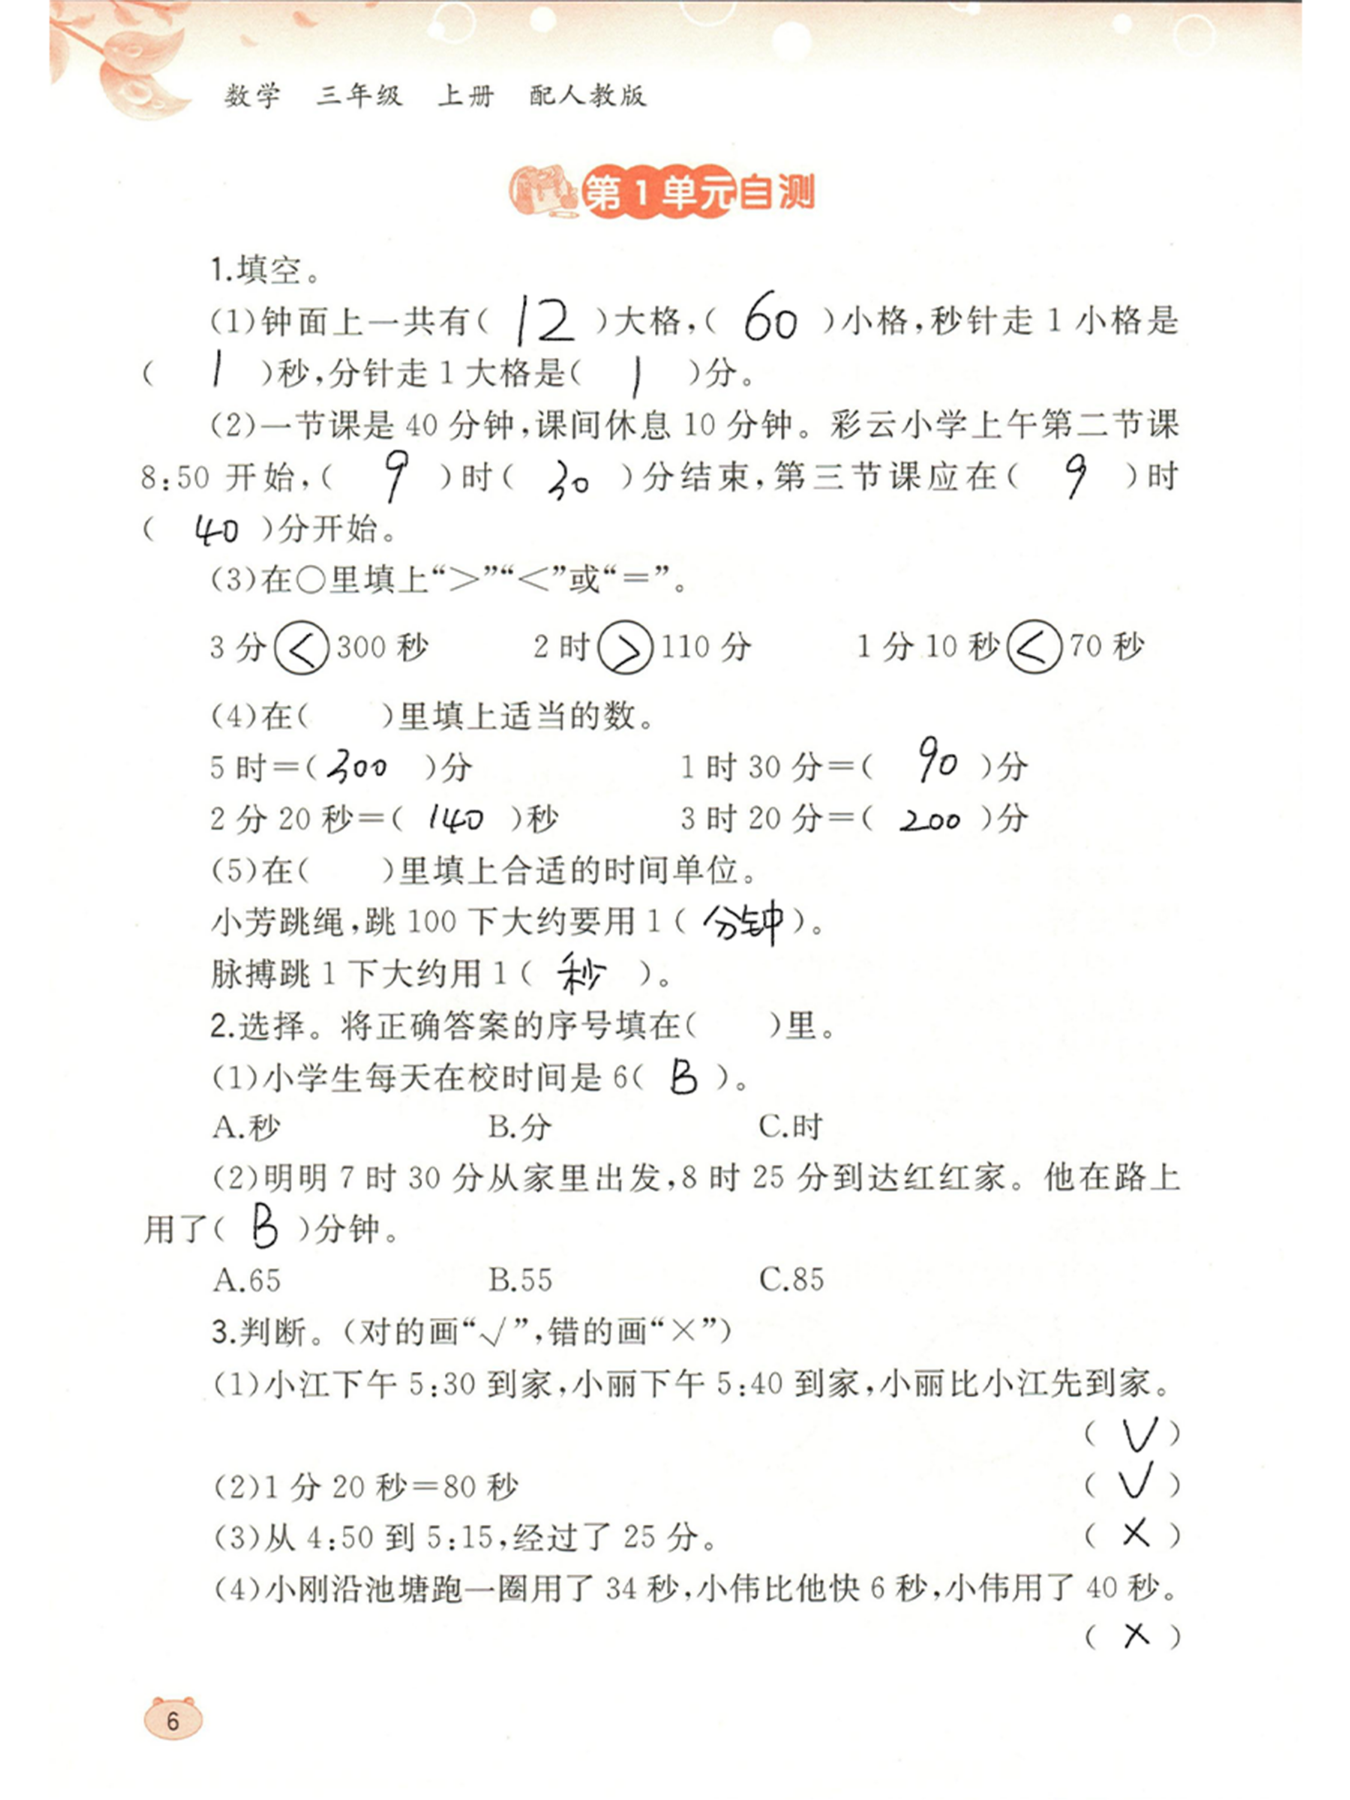 数学 三年级 上册 配人教版
第1单元自测
1.填空。
(1)钟面上一共有( 12 )大格,( 60 )小格,秒针走1小格是
( 1 )秒,分针走1大格是( 1 )分。
(2)一节课是40分钟,课间休息10分钟。彩云小学上午第二节课
8:50开始,( 9 )时( 30 )分结束,第三节课应在( 9 )时
( 40 )分开始。
(3)在○里填上“>”“<”或“=”。
3分<300秒 2时>110分 1分10秒<70秒
(4)在( )里填上适当的数。
5时=( 300 )分 1时30分=( 90 )分
2分20秒=( 140 )秒 3时20分=( 200 )分
(5)在( )里填上合适的时间单位。
小芳跳绳,跳100下大约要用1( 分钟 )。
脉搏跳1下大约用1( 秒 )。
2.选择。将正确答案的序号填在( )里。
(1)小学生每天在校时间是6( B )。
A.秒 B.分 C.时
(2)明明7时30分从家里出发,8时25分到达红红家。他在路上
用了( B )分钟。
A.65 B.55 C.85
3.判断。(对的画“√”,错的画“×”)
(1)小江下午5:30到家,小丽下午5:40到家,小丽比小江先到家。
( √ )
(2)1分20秒=80秒 ( √ )
(3)从4:50到5:15,经过了25分。 ( × )
(4)小刚沿池塘跑一圈用了34秒,小伟比他快6秒,小伟用了40秒。
( × )
6